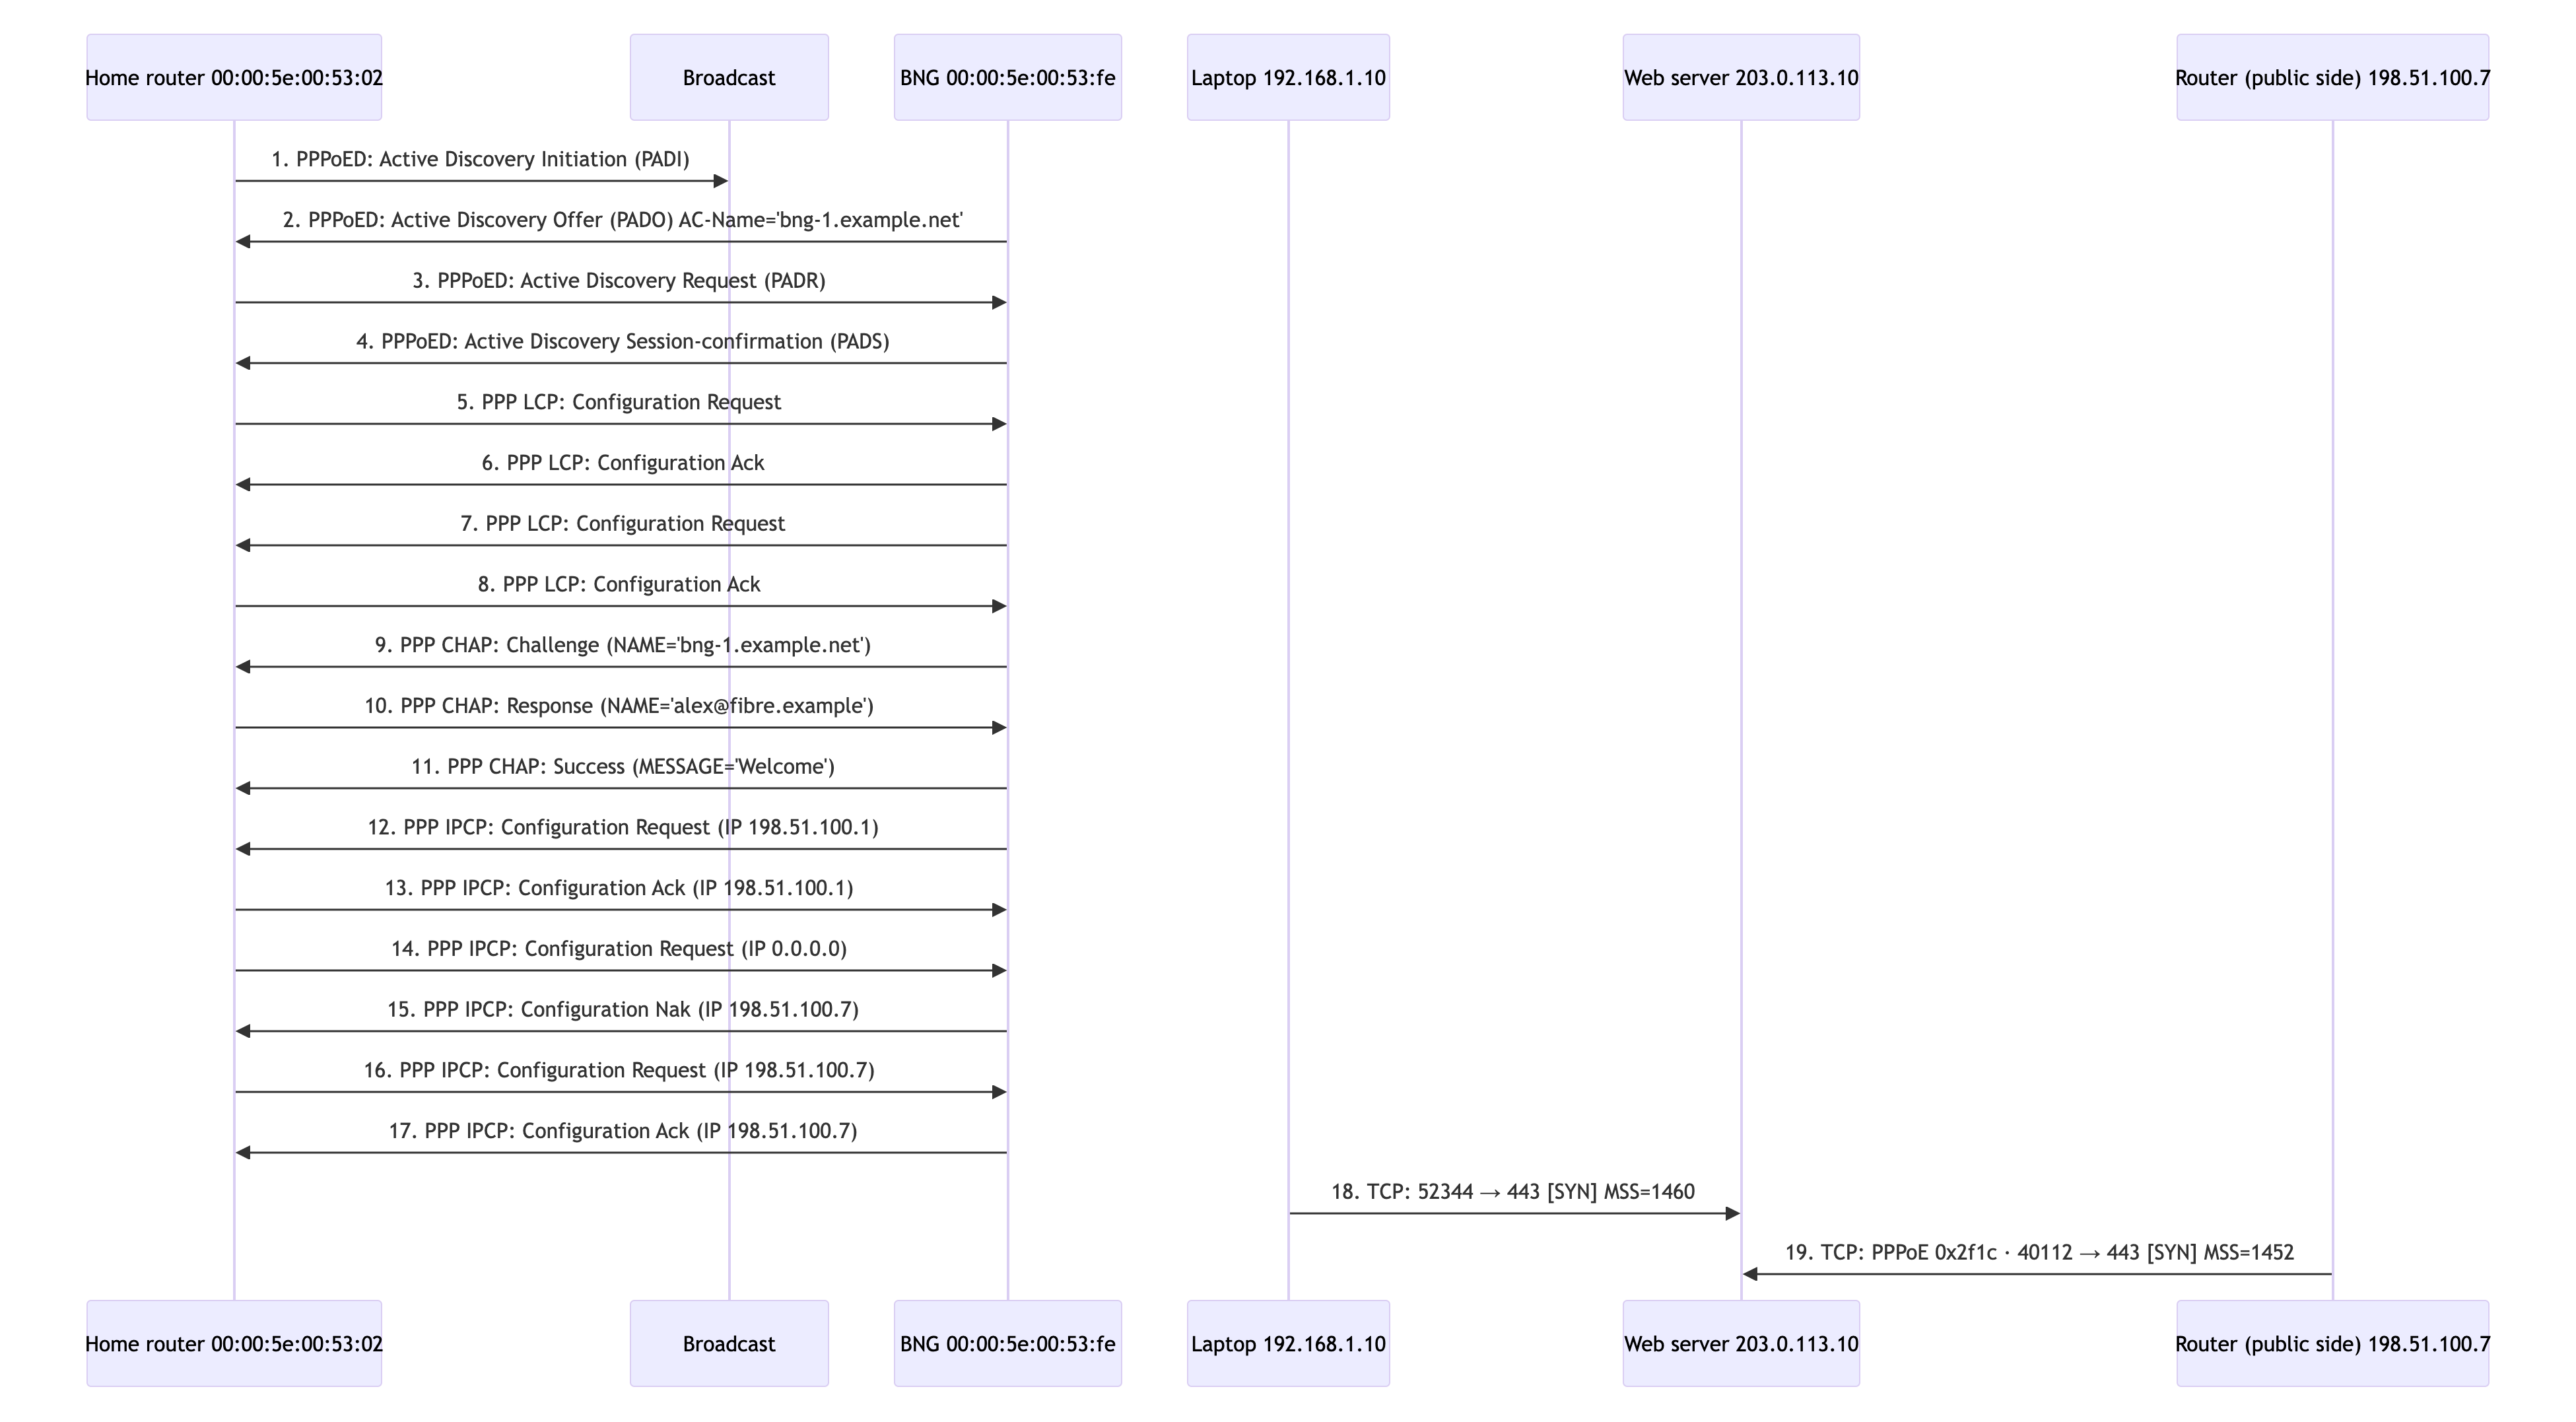 Home router 00:00:5e:00:53:02
Broadcast
BNG 00:00:5e:00:53:fe
Laptop 192.168.1.10
Web server 203.0.113.10
Router (public side) 198.51.100.7
1. PPPoED: Active Discovery Initiation (PADI)
2. PPPoED: Active Discovery Offer (PADO) AC-Name='bng-1.example.net'
3. PPPoED: Active Discovery Request (PADR)
4. PPPoED: Active Discovery Session-confirmation (PADS)
5. PPP LCP: Configuration Request
6. PPP LCP: Configuration Ack
7. PPP LCP: Configuration Request
8. PPP LCP: Configuration Ack
9. PPP CHAP: Challenge (NAME='bng-1.example.net')
10. PPP CHAP: Response (NAME='alex@fibre.example')
11. PPP CHAP: Success (MESSAGE='Welcome')
12. PPP IPCP: Configuration Request (IP 198.51.100.1)
13. PPP IPCP: Configuration Ack (IP 198.51.100.1)
14. PPP IPCP: Configuration Request (IP 0.0.0.0)
15. PPP IPCP: Configuration Nak (IP 198.51.100.7)
16. PPP IPCP: Configuration Request (IP 198.51.100.7)
17. PPP IPCP: Configuration Ack (IP 198.51.100.7)
18. TCP: 52344 → 443 [SYN] MSS=1460
19. TCP: PPPoE 0x2f1c · 40112 → 443 [SYN] MSS=1452
Home router 00:00:5e:00:53:02
Broadcast
BNG 00:00:5e:00:53:fe
Laptop 192.168.1.10
Web server 203.0.113.10
Router (public side) 198.51.100.7